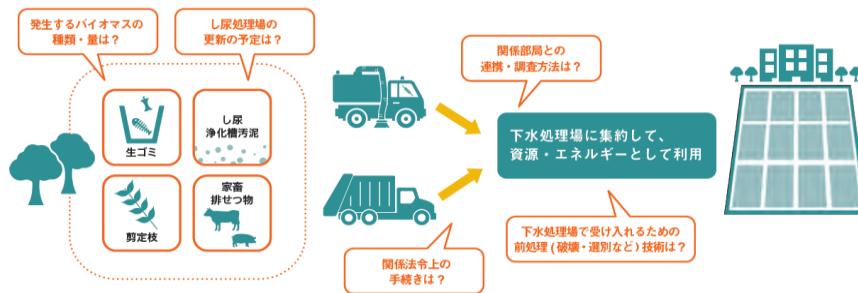 発生するバイオマスの
種類・量は？
し尿処理場の
更新の予定は？
生ゴミ
し尿
浄化槽汚泥
剪定枝
家畜
排せつ物
関係部局との
連携・調査方法は？
下水処理場に集約して、
資源・エネルギーとして利用
関係法令上の
手続きは？
下水処理場で受け入れるための
前処理(破壊・選別など)技術は？